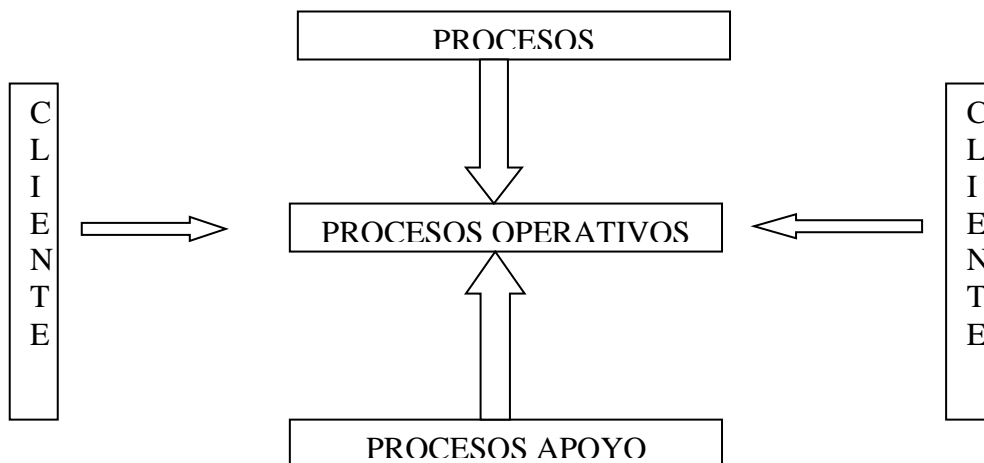 PROCESOS
C
L
I
E
N
T
E
PROCESOS OPERATIVOS
C
L
I
E
N
T
E
PROCESOS APOYO